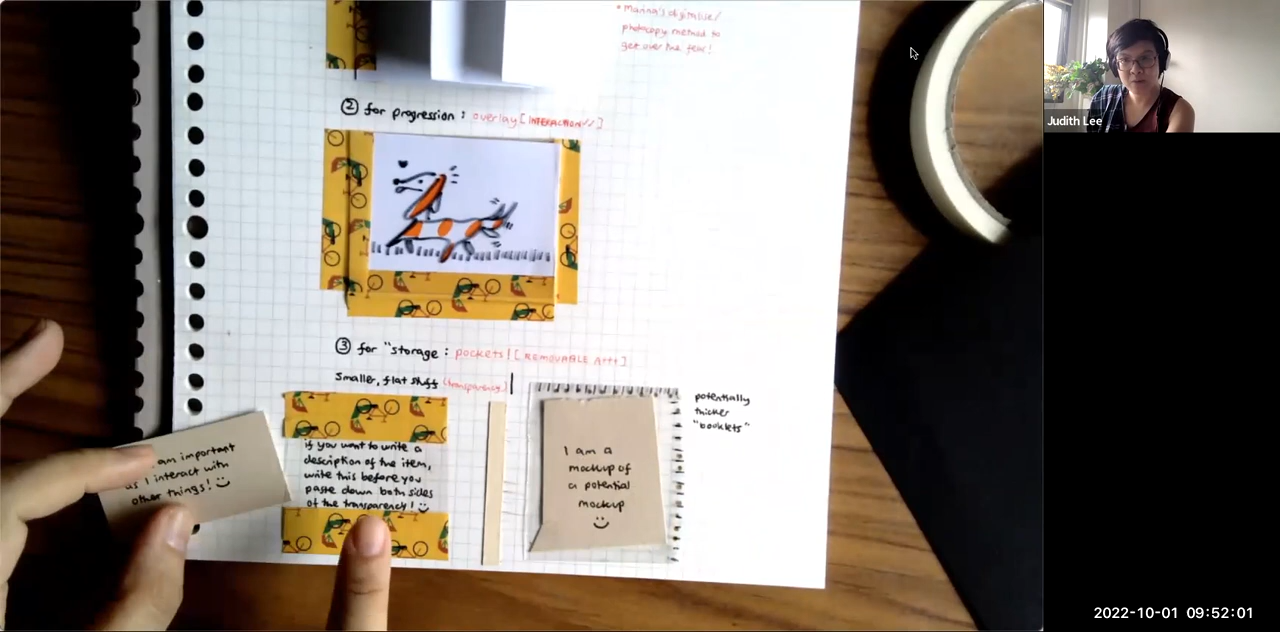 * Marina's digitalise/
photocopy method to
get over the fear!
② for progression : overlay [INTERACTION✓✓]
③ for "storage : pockets! [REMOVABLE A***]
Smaller, flat stuff (transparency)
potentially
thicker
"booklets"
am important
as I interact with
other things! :)
if you want to write a
description of the item,
write this before you
paste down both sides
of the transparency! :)
I am a
mockup of
a potential
mockup
:)
Judith Lee
2022-10-01 09:52:01